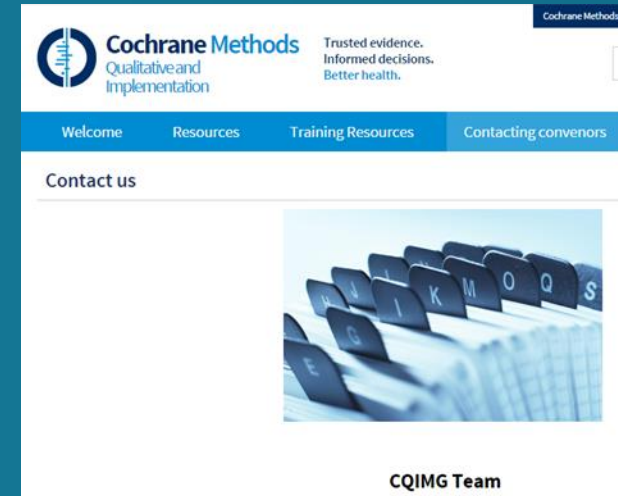 Cochrane Methods
Cochrane Methods
Qualitative and
Implementation
Trusted evidence.
Informed decisions.
Better health.
Welcome Resources Training Resources Contacting convenors
Contact us
H J I K M O Q S
G
E
CQIMG Team